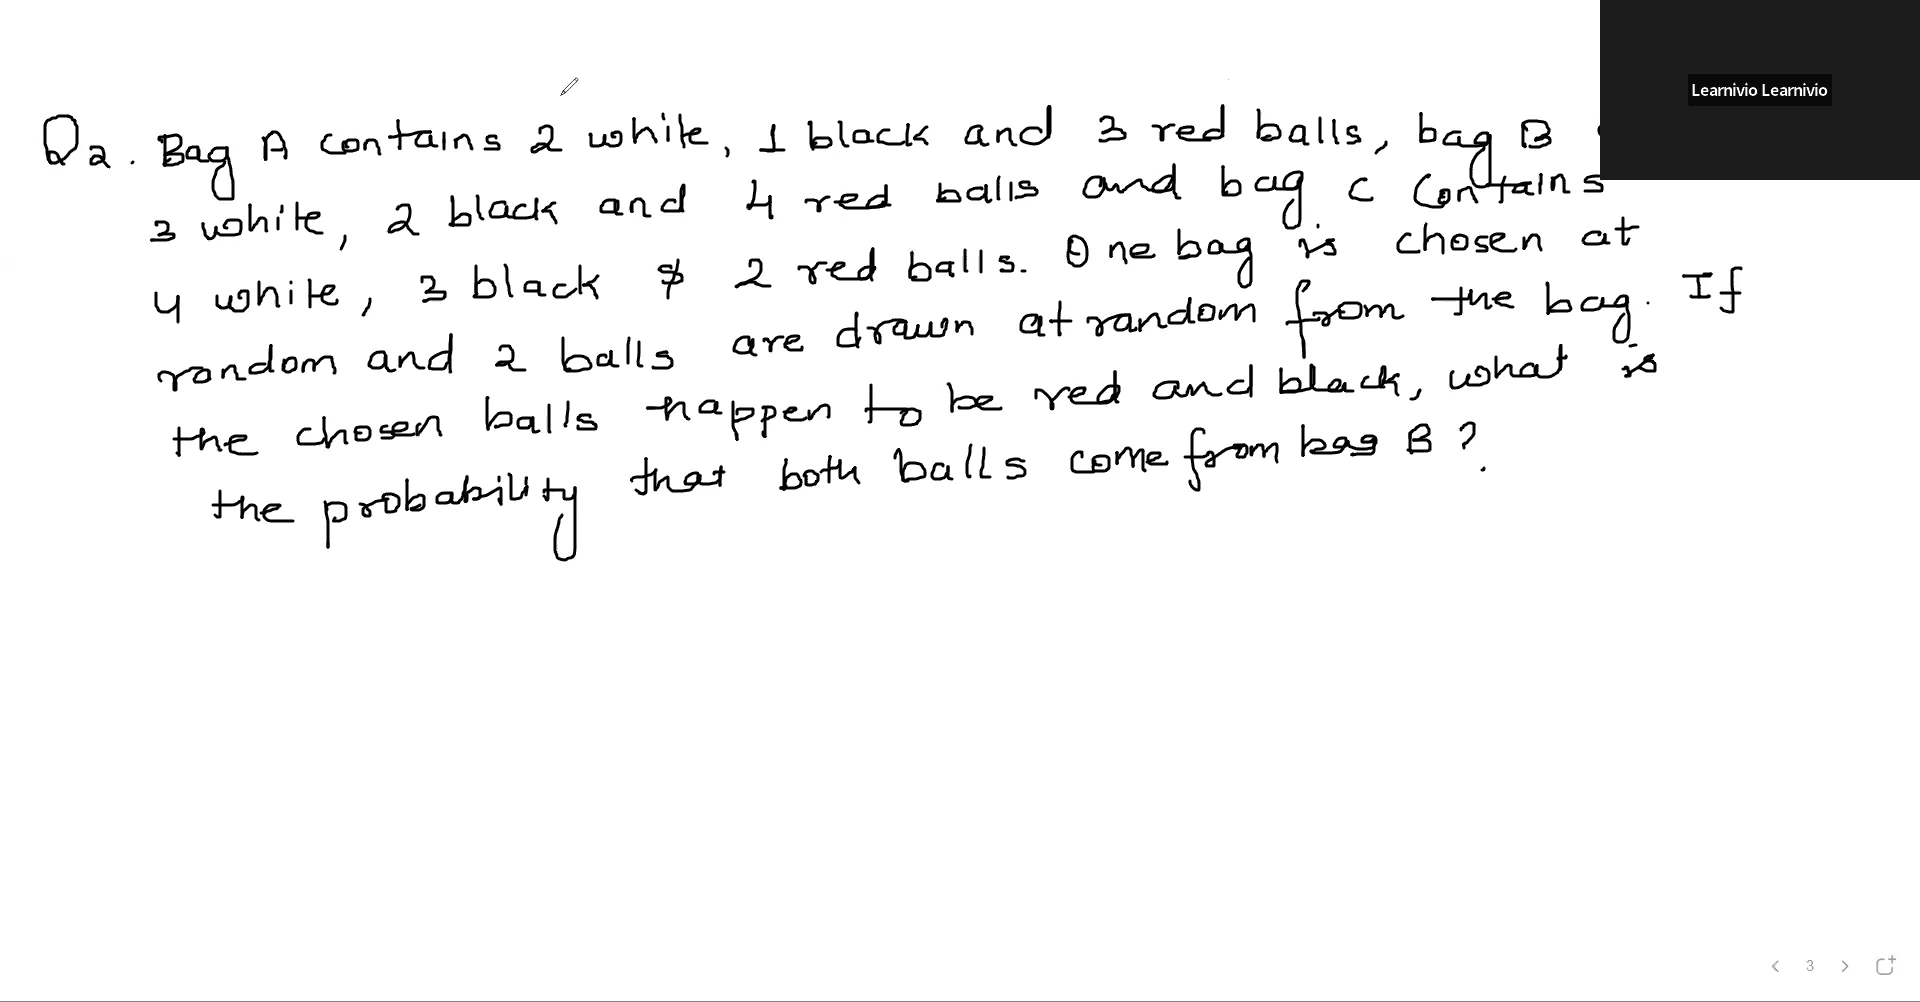 Learnivio Learnivio
Q2. Bag A contains 2 white, 1 black and 3 red balls, bag B
3 white, 2 black and 4 red balls and bag C contains
4 white, 3 black & 2 red balls. One bag is chosen at
random and 2 balls are drawn at random from the bag. If
the chosen balls happen to be red and black, what is
the probability that both balls come from bag B?
3